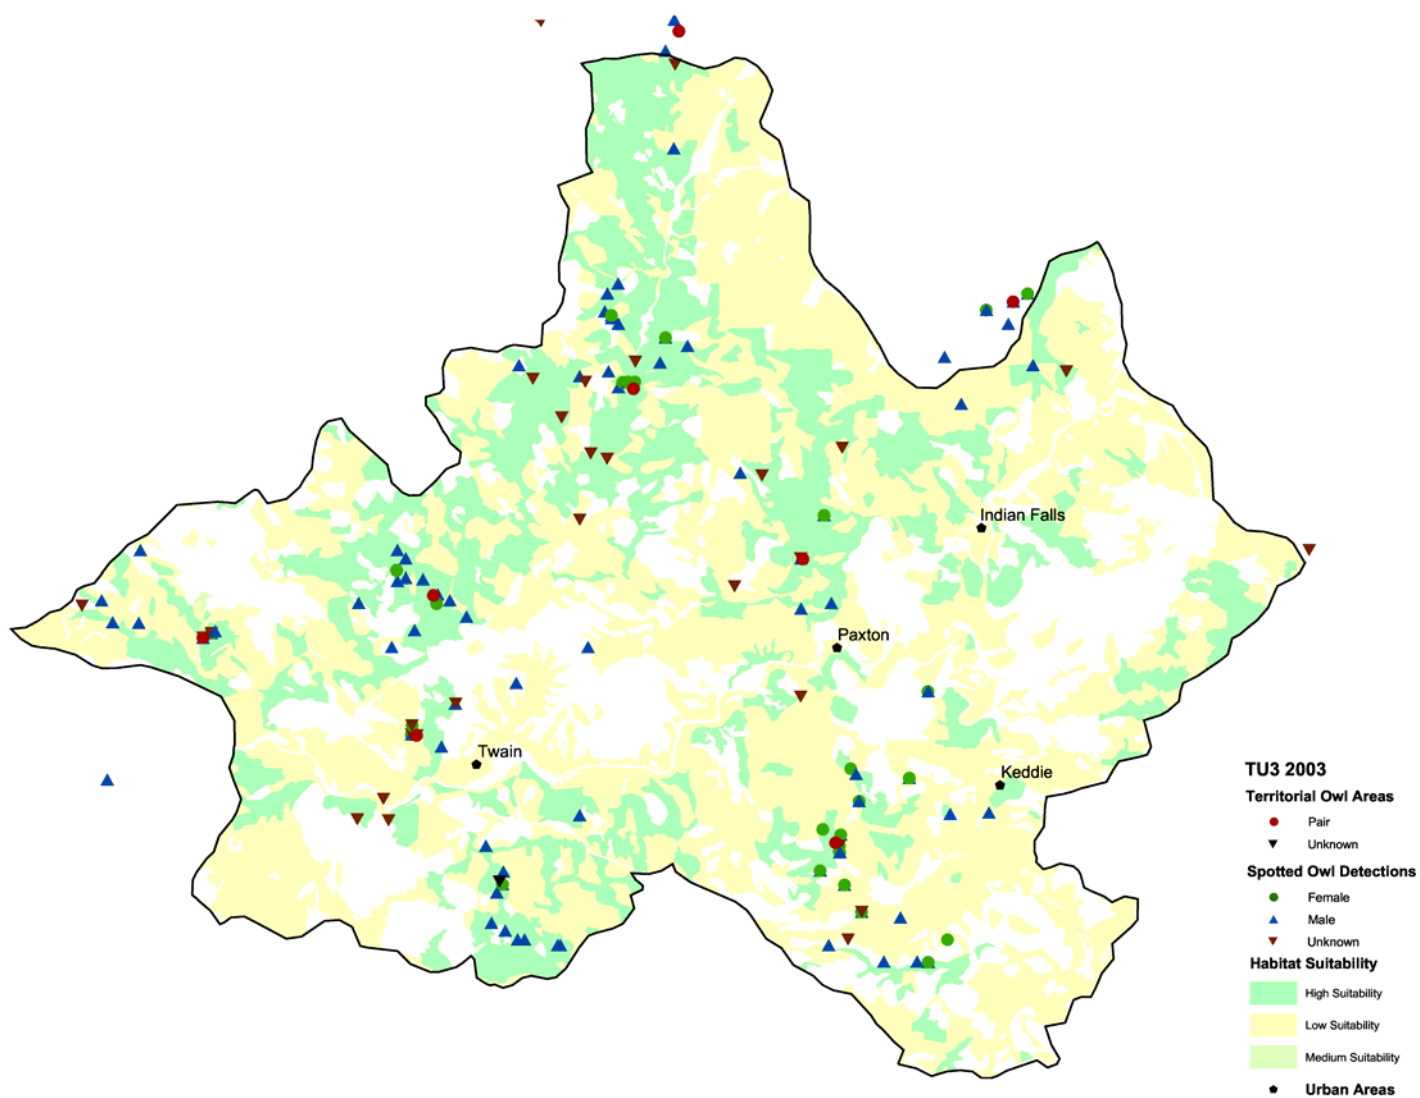 Indian Falls
Paxton
Twain
Keddie
TU3 2003
Territorial Owl Areas
Pair
Unknown
Spotted Owl Detections
Female
Male
Unknown
Habitat Suitability
High Suitability
Low Suitability
Medium Suitability
Urban Areas